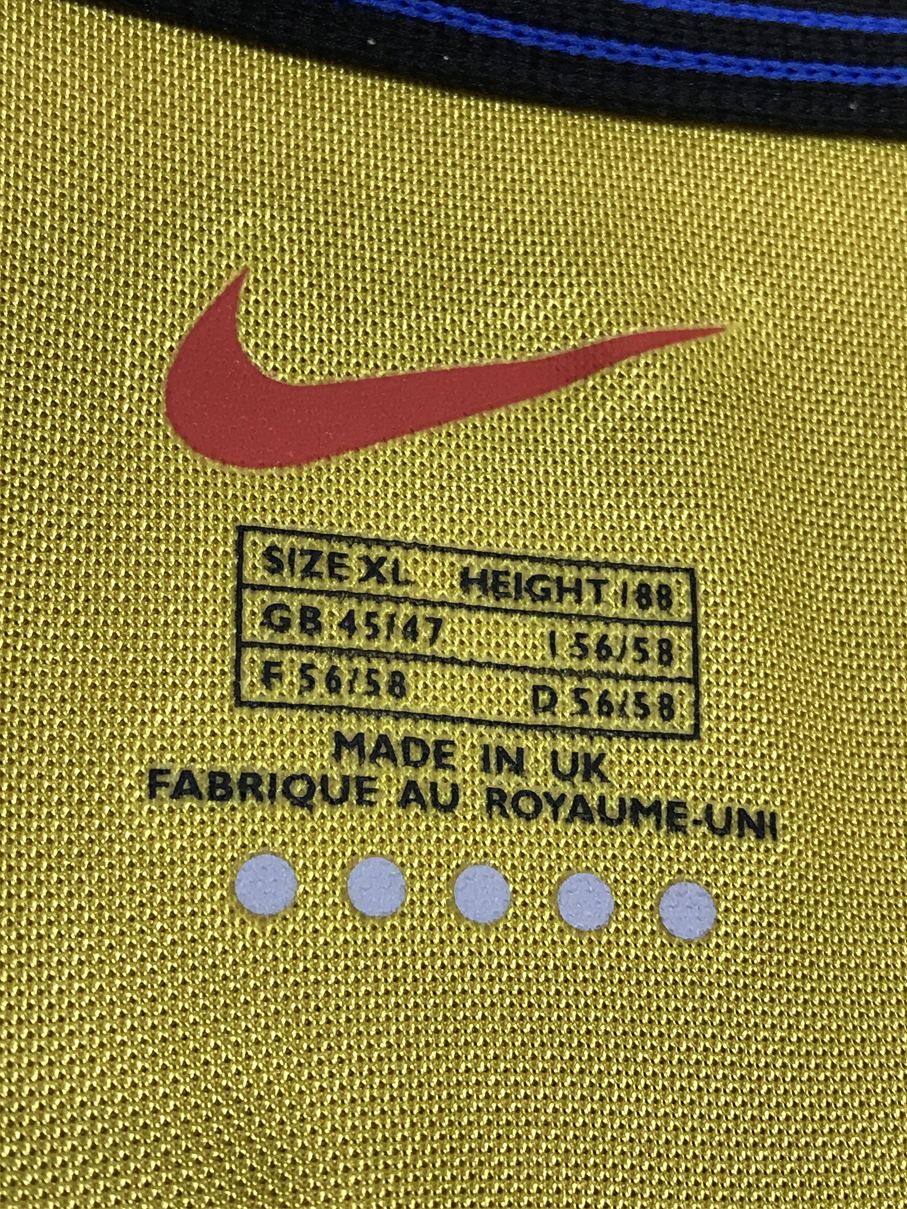 SIZE XL HEIGHT 188
GB 45/47 I 56/58
F 56/58 D 56/58
MADE IN UK
FABRIQUE AU ROYAUME-UNI